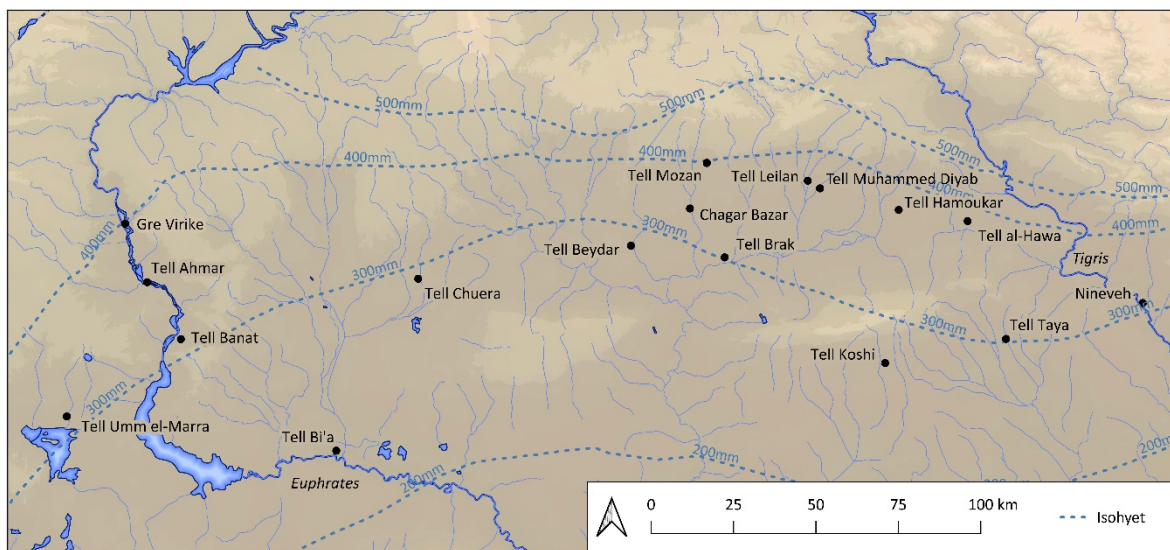 500mm
500mm
500mm
500mm
400mm
400mm
400mm
400mm
Tell Mozan
Tell Leilan
Tell Muhammed Diyab
Tell Hamoukar
Chagar Bazar
Tell al-Hawa
Gre Virike
Tell Beydar
Tell Brak
300mm
Tigris
Tell Ahmar
300mm
Tell Chuera
Nineveh
300mm
300mm
Tell Banat
Tell Taya
Tell Koshi
300mm
Tell Umm el-Marra
Tell Bi'a
200mm
200mm
Euphrates
200mm
200mm
0 25 50 75 100 km
Isohyet